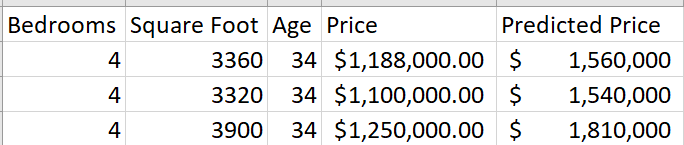 Bedrooms Square Foot Age Price Predicted Price
4 3360 34 $1,188,000.00 $ 1,560,000
4 3320 34 $1,100,000.00 $ 1,540,000
4 3900 34 $1,250,000.00 $ 1,810,000